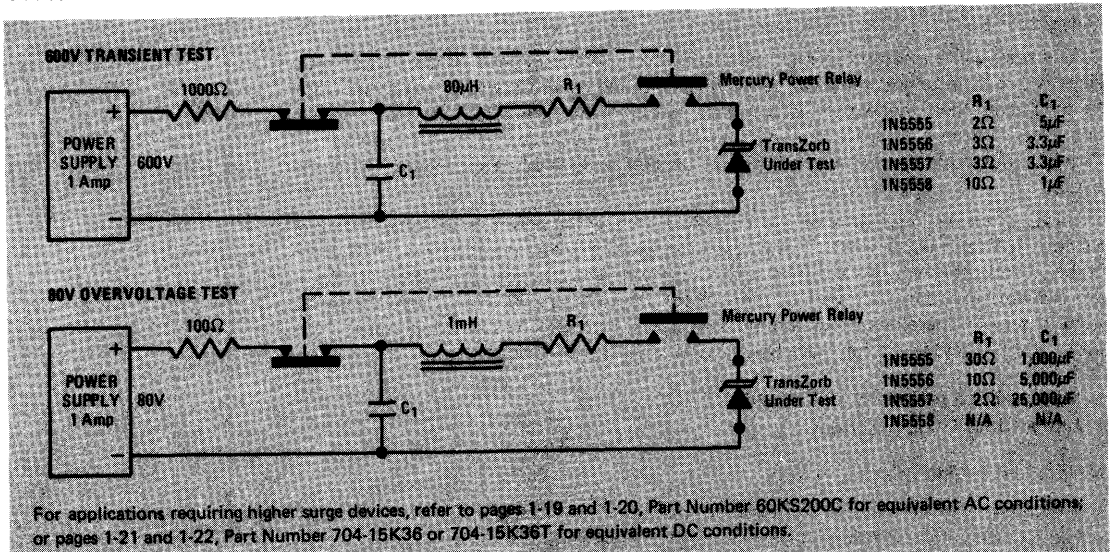 600V TRANSIENT TEST
1000Ω
80μH
R1
Mercury Power Relay
+
POWER
SUPPLY
1 Amp
600V
−
C1
TransZorb
Under Test
R1 C1
1N5555 2Ω 5μF
1N5556 3Ω 3.3μF
1N5557 3Ω 3.3μF
1N5558 10Ω 1μF
80V OVERVOLTAGE TEST
100Ω
1mH
R1
Mercury Power Relay
+
POWER
SUPPLY
1 Amp
80V
−
C1
TransZorb
Under Test
R1 C1
1N5555 30Ω 1,000μF
1N5556 10Ω 5,000μF
1N5557 2Ω 25,000μF
1N5558 N/A N/A
For applications requiring higher surge devices, refer to pages 1-19 and 1-20, Part Number 60KS200C for equivalent AC conditions;
or pages 1-21 and 1-22, Part Number 704-15K36 or 704-15K36T for equivalent DC conditions.